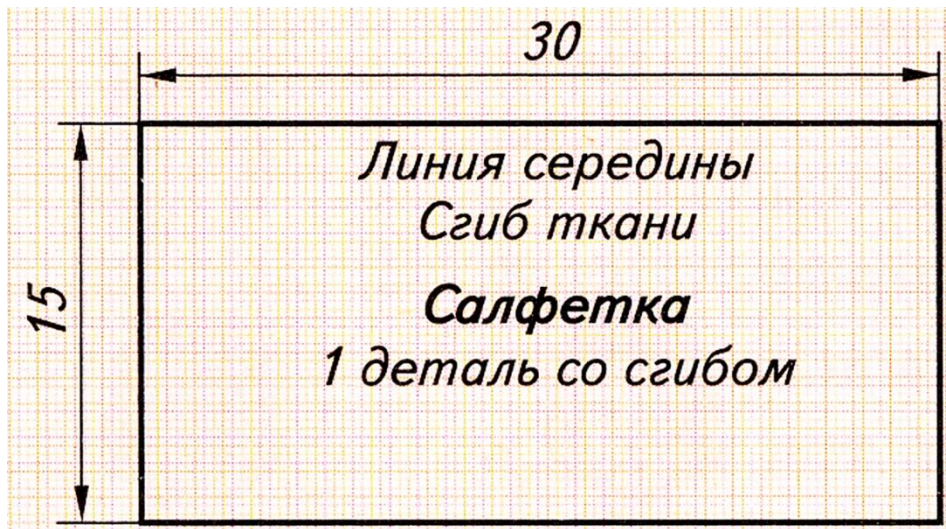 30
15
Линия середины
Сгиб ткани
Салфетка
1 деталь со сгибом